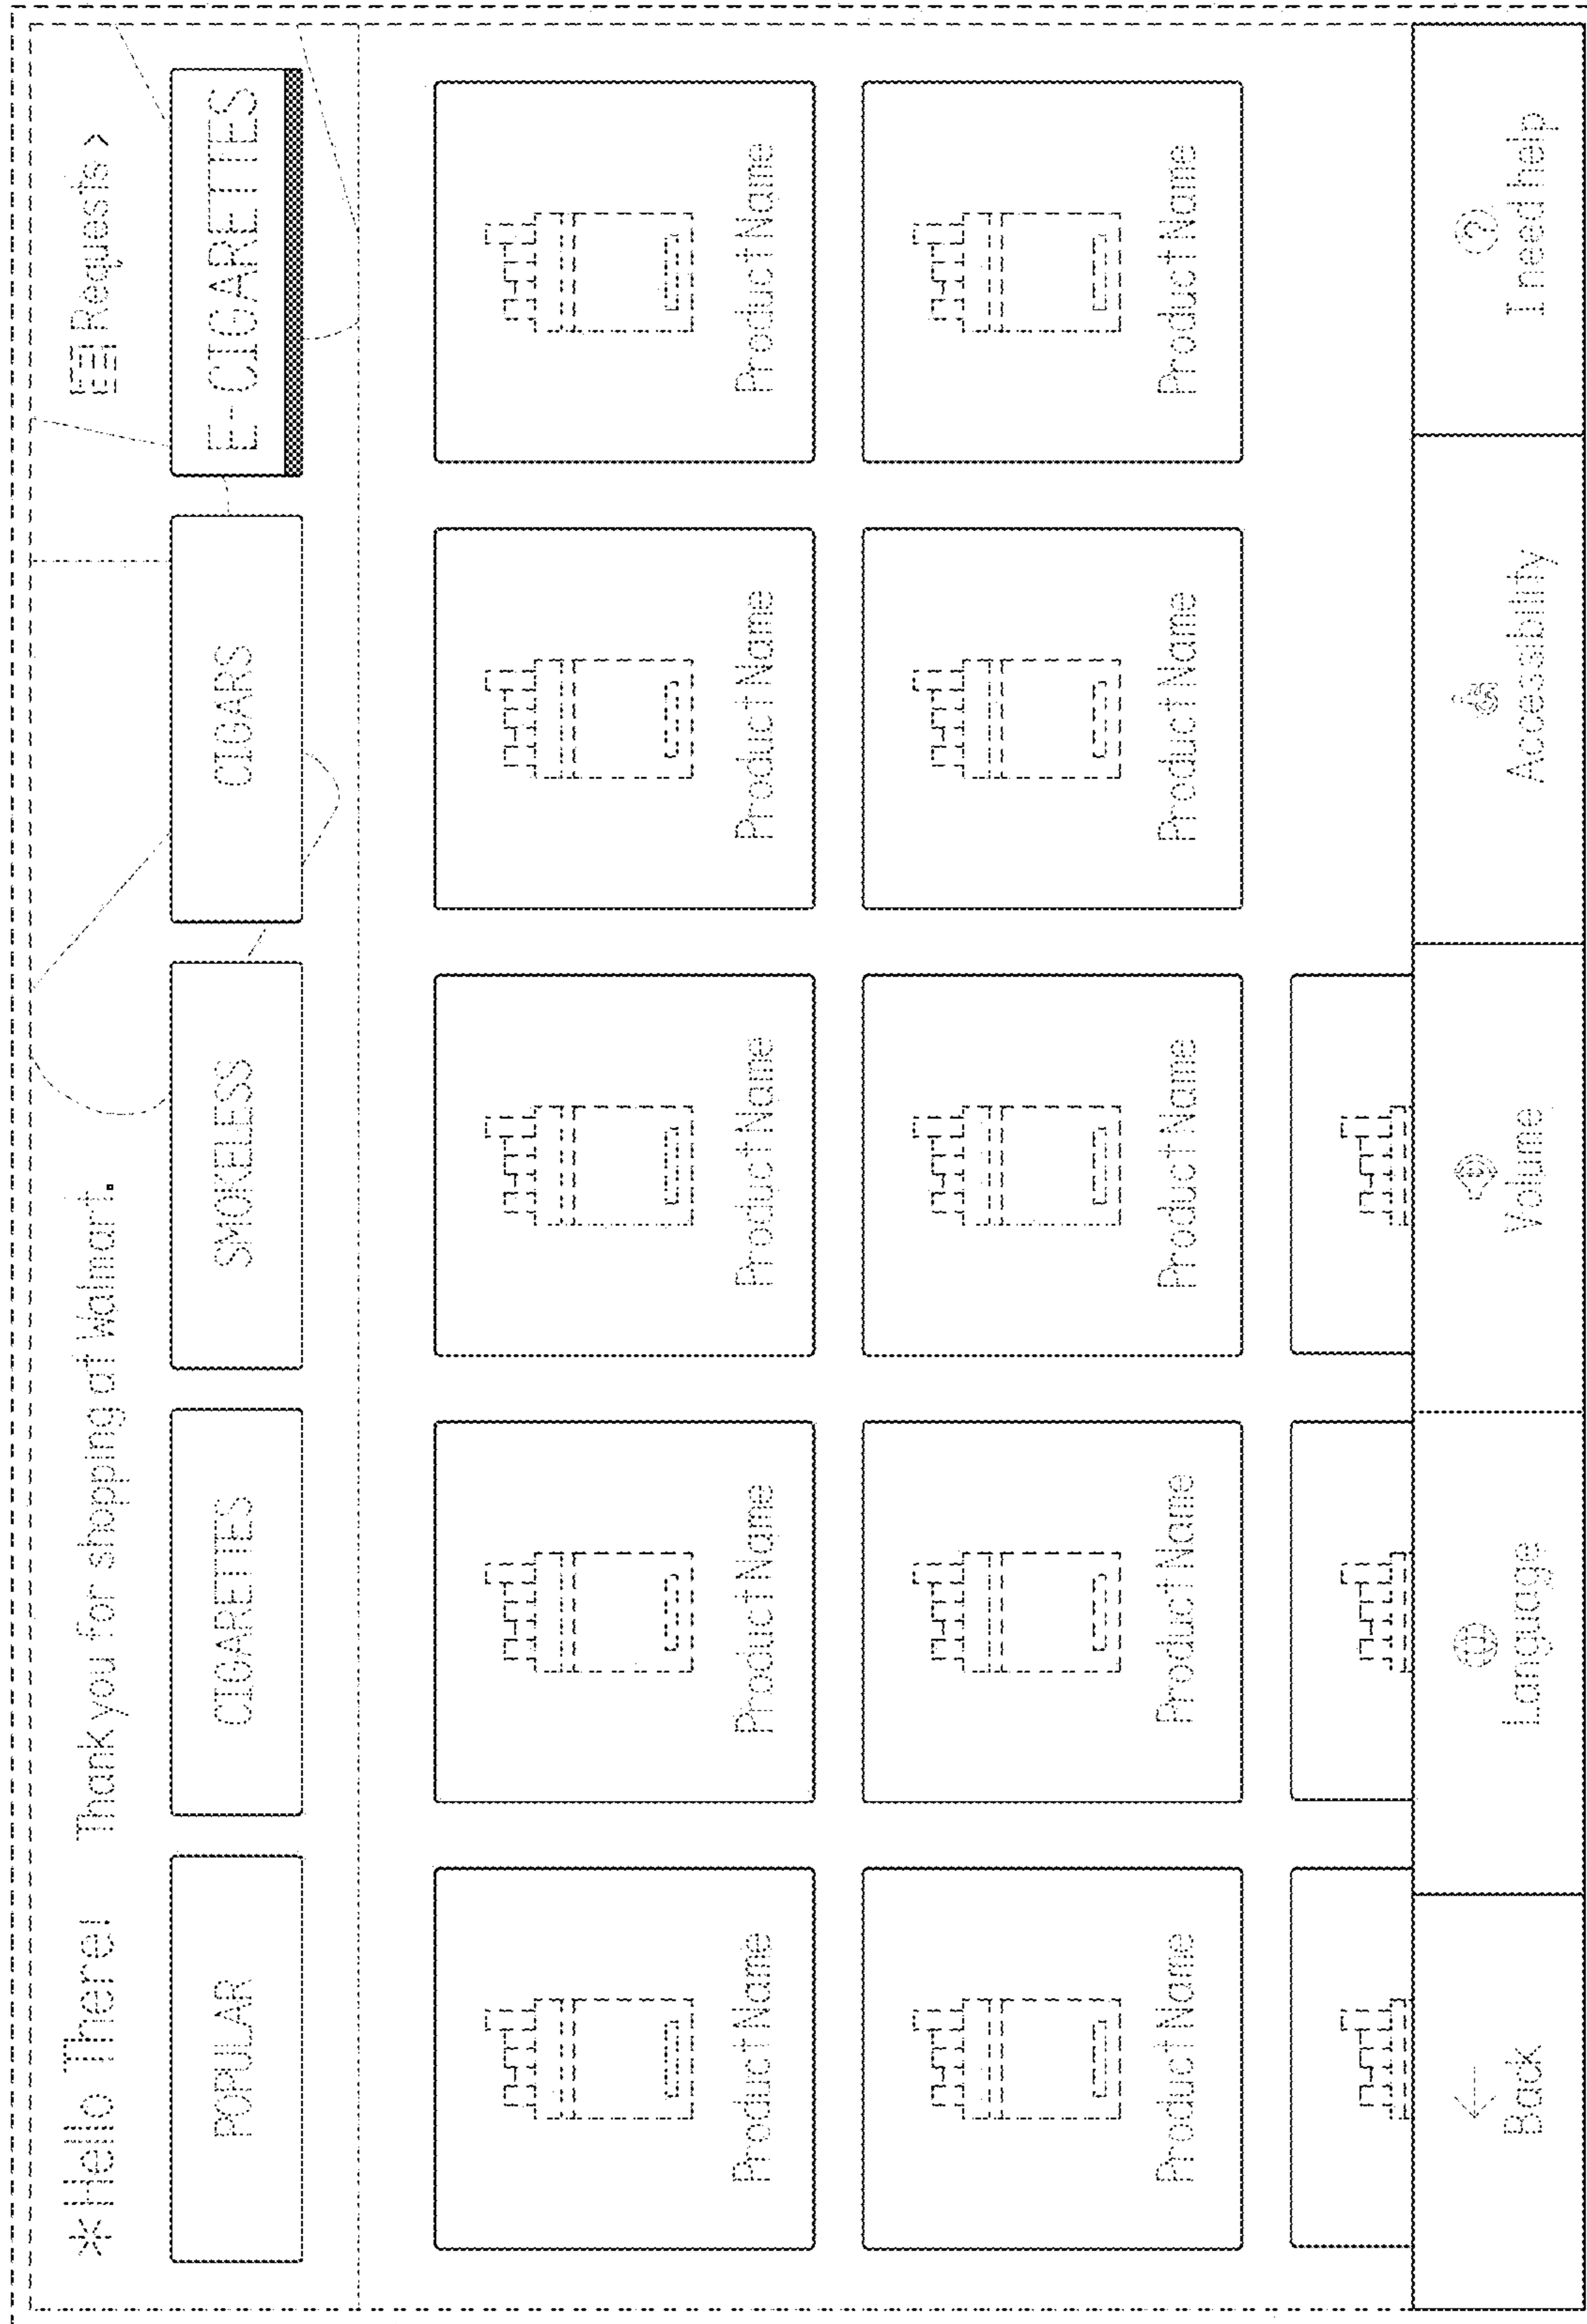 Hello There! Thank you for shopping at Walmart. Requests >
POPULAR CIGARETTES SMOKELESS CIGARS E-CIGARETTES
Product Name Product Name Product Name Product Name Product Name
Product Name Product Name Product Name Product Name Product Name
Back Language Volume Accessibility I need help